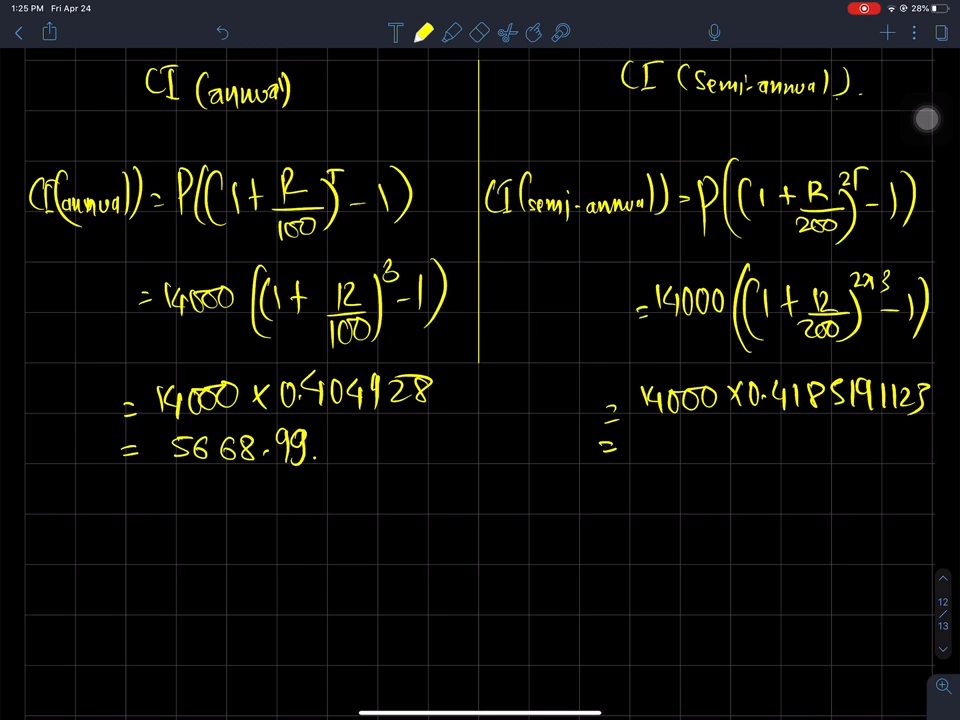 1:25 PM Fri Apr 24
28%
T
CI (annual)
CI(annual)) = P((1 + R/100)^T - 1)
= 14000 ((1 + 12/100)^3 - 1)
= 14000 × 0.404928
= 5668.99.
CI (semi-annual)).
CI(semi-annual)) = P((1 + R/200)^2T - 1)
= 14000 ((1 + 12/200)^2×3 - 1)
= 14000 × 0.4185191123
=
12
/
13